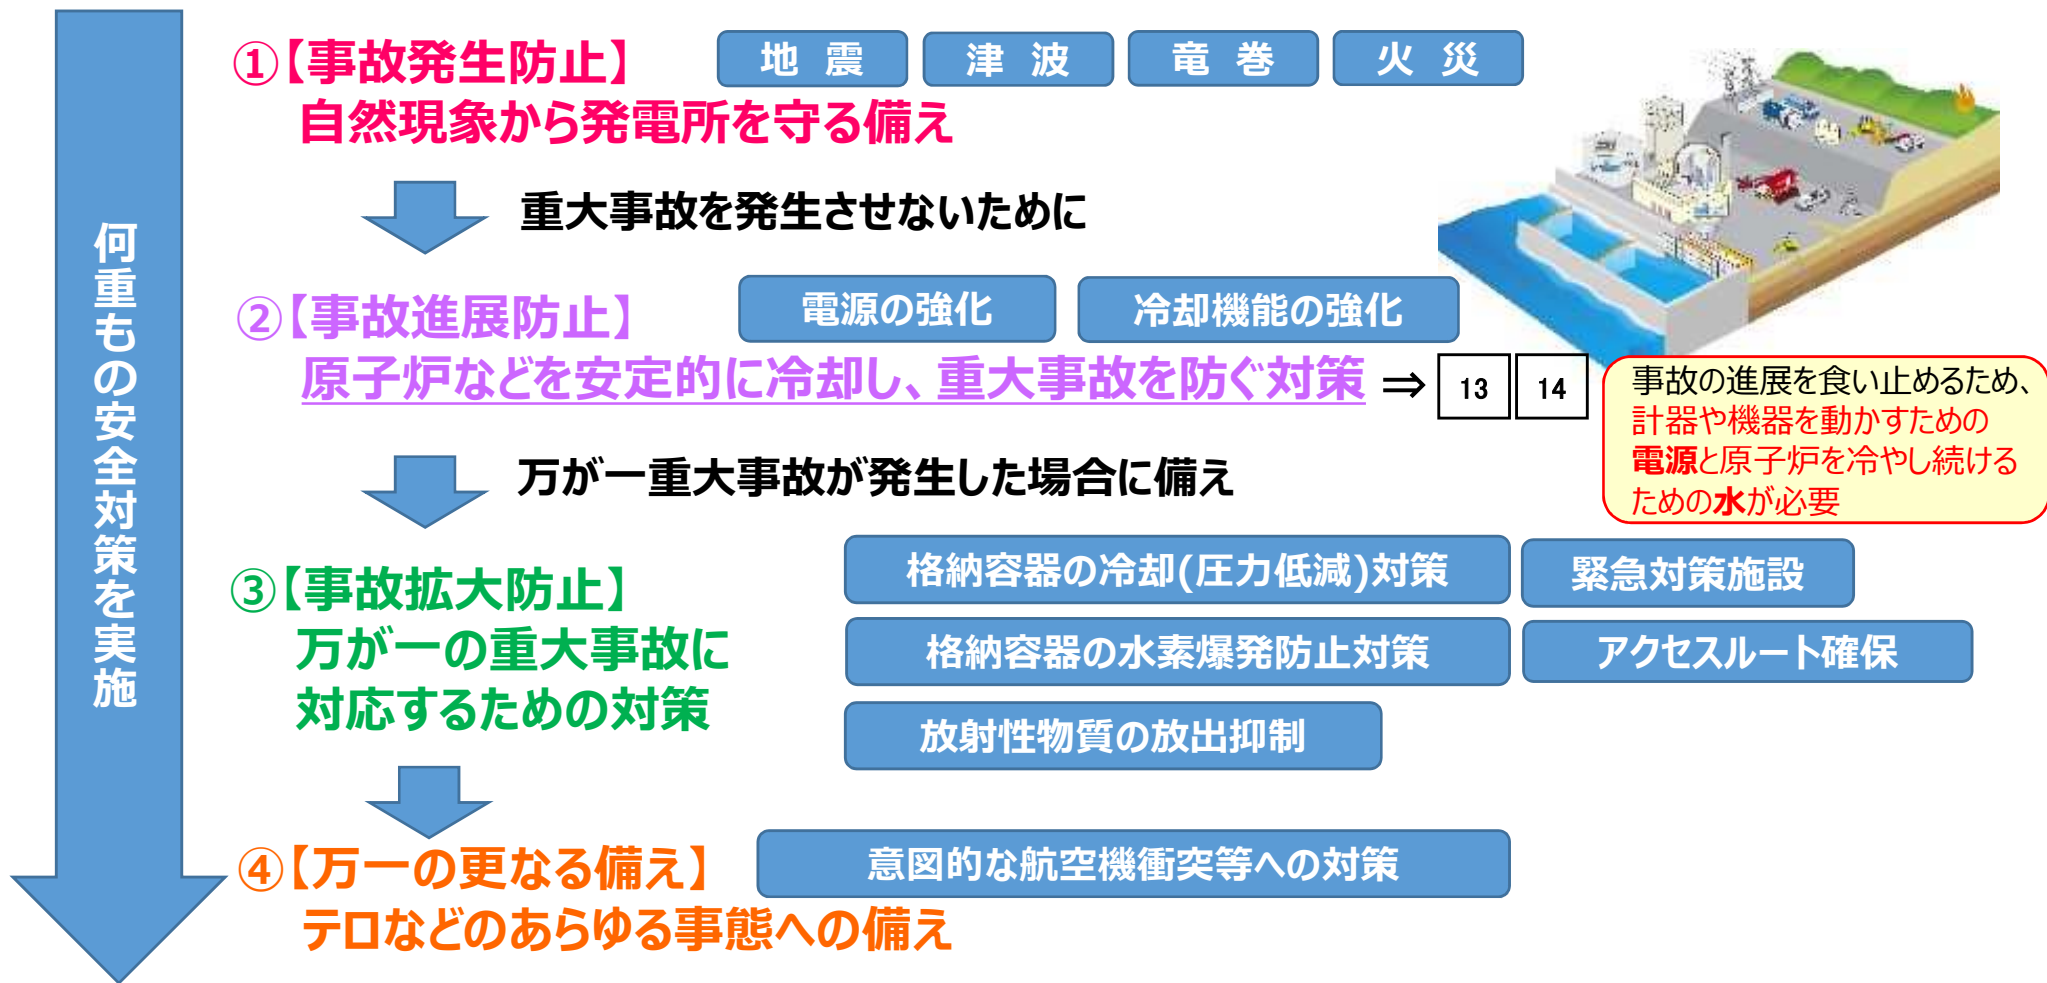 何重もの安全対策を実施
①【事故発生防止】
地 震
津 波
竜 巻
火 災
自然現象から発電所を守る備え
重大事故を発生させないために
②【事故進展防止】
電源の強化
冷却機能の強化
原子炉などを安定的に冷却し、重大事故を防ぐ対策 ⇒ 13 14
事故の進展を食い止めるため、
計器や機器を動かすための
電源と原子炉を冷やし続ける
ための水が必要
万が一重大事故が発生した場合に備え
③【事故拡大防止】
万が一の重大事故に
対応するための対策
格納容器の冷却(圧力低減)対策
緊急対策施設
格納容器の水素爆発防止対策
アクセスルート確保
放射性物質の放出抑制
④【万一の更なる備え】
意図的な航空機衝突等への対策
テロなどのあらゆる事態への備え